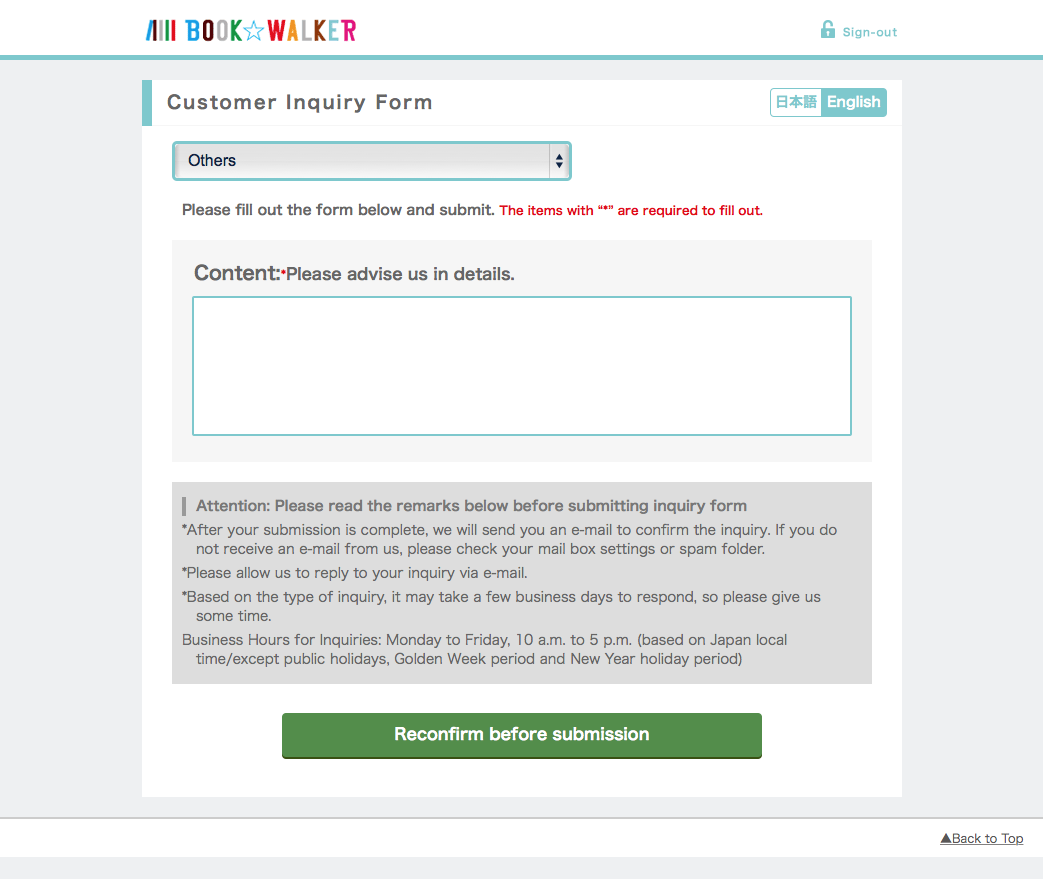 BOOK☆WALKER
Sign-out
Customer Inquiry Form
日本語 English
Others
Please fill out the form below and submit. The items with “*” are required to fill out.
Content:*Please advise us in details.
Attention: Please read the remarks below before submitting inquiry form
*After your submission is complete, we will send you an e-mail to confirm the inquiry. If you do
not receive an e-mail from us, please check your mail box settings or spam folder.
*Please allow us to reply to your inquiry via e-mail.
*Based on the type of inquiry, it may take a few business days to respond, so please give us
some time.
Business Hours for Inquiries: Monday to Friday, 10 a.m. to 5 p.m. (based on Japan local
time/except public holidays, Golden Week period and New Year holiday period)
Reconfirm before submission
▲Back to Top